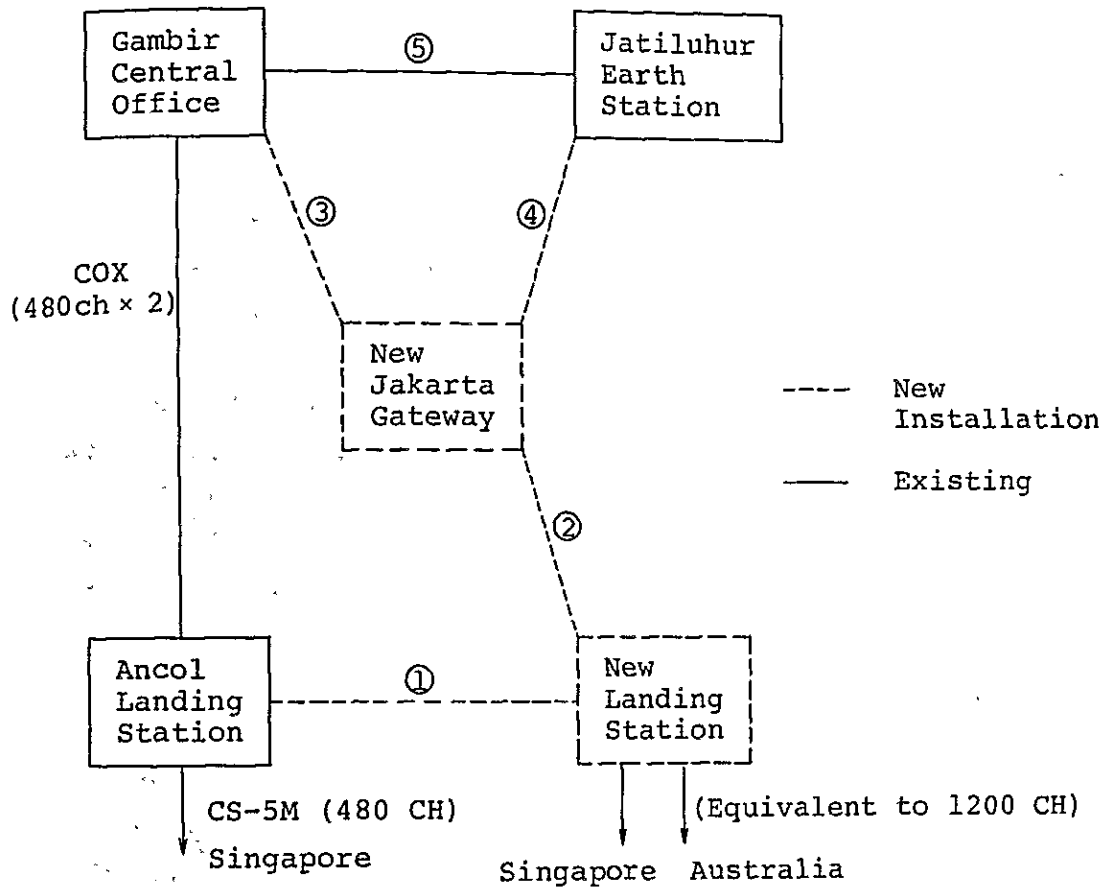 Gambir
Central
Office
⑤
Jatiluhur
Earth
Station
③
④
COX
(480ch × 2)
New
Jakarta
Gateway
---- New
Installation
—— Existing
②
Ancol
Landing
Station
①
New
Landing
Station
CS-5M (480 CH)
Singapore
(Equivalent to 1200 CH)
Singapore Australia